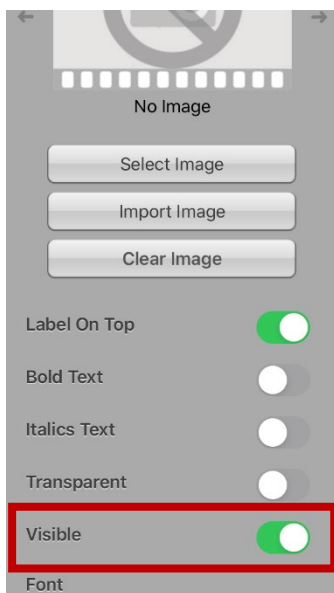 No Image
Select Image
Import Image
Clear Image
Label On Top
Bold Text
Italics Text
Transparent
Visible
Font